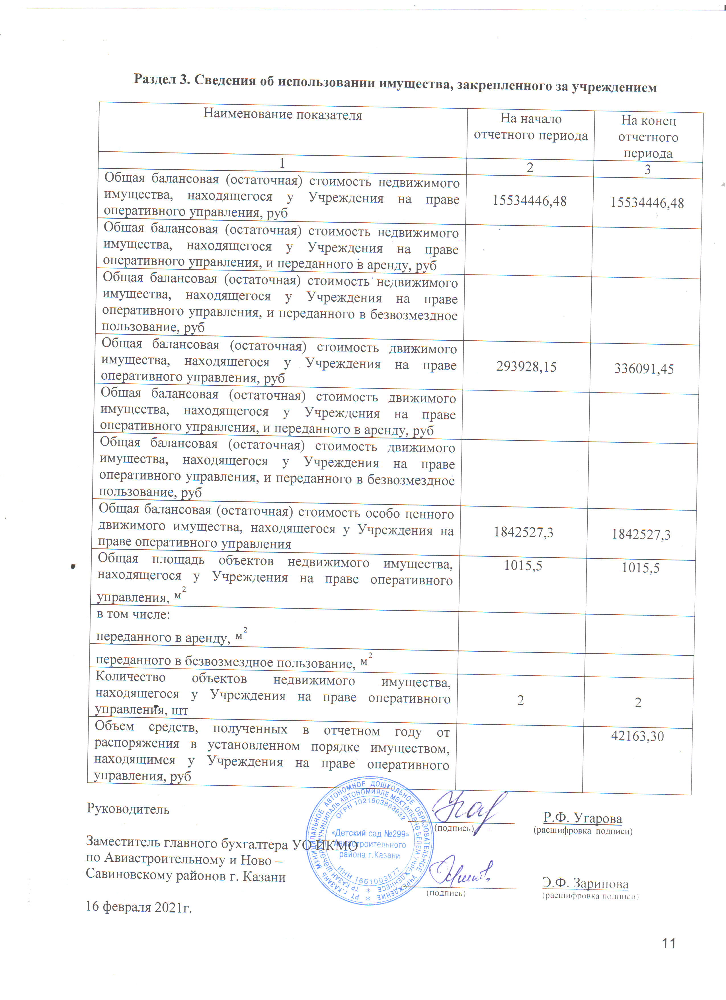 Раздел 3. Сведения об использовании имущества, закрепленного за учреждением
Наименование показателя
На начало
отчетного периода
На конец
отчетного
периода
1
2
3
Общая балансовая (остаточная) стоимость недвижимого
имущества, находящегося у Учреждения на праве
оперативного управления, руб
15534446,48
15534446,48
Общая балансовая (остаточная) стоимость недвижимого
имущества, находящегося у Учреждения на праве
оперативного управления, и переданного в аренду, руб
Общая балансовая (остаточная) стоимость недвижимого
имущества, находящегося у Учреждения на праве
оперативного управления, и переданного в безвозмездное
пользование, руб
Общая балансовая (остаточная) стоимость движимого
имущества, находящегося у Учреждения на праве
оперативного управления, руб
293928,15
336091,45
Общая балансовая (остаточная) стоимость движимого
имущества, находящегося у Учреждения на праве
оперативного управления, и переданного в аренду, руб
Общая балансовая (остаточная) стоимость движимого
имущества, находящегося у Учреждения на праве
оперативного управления, и переданного в безвозмездное
пользование, руб
Общая балансовая (остаточная) стоимость особо ценного
движимого имущества, находящегося у Учреждения на
праве оперативного управления
1842527,3
1842527,3
Общая площадь объектов недвижимого имущества,
находящегося у Учреждения на праве оперативного
управления, м²
1015,5
1015,5
в том числе:
переданного в аренду, м²
переданного в безвозмездное пользование, м²
Количество объектов недвижимого имущества,
находящегося у Учреждения на праве оперативного
управления, шт
2
2
Объем средств, полученных в отчетном году от
распоряжения в установленном порядке имуществом,
находящимся у Учреждения на праве оперативного
управления, руб
42163,30
Руководитель
(подпись)
Р.Ф. Угарова
(расшифровка подписи)
МУНИЦИПАЛЬНОЕ АВТОНОМНОЕ ДОШКОЛЬНОЕ ОБРАЗОВАТЕЛЬНОЕ УЧРЕЖДЕНИЕ * РТ Г.КАЗАНЬ
МУНИЦИПАЛЬ АВТОНОМИЯЛЕ МӘКТӘПКӘЧӘ БЕЛЕМ УЧРЕЖДЕНИЕСЕ * ТР КАЗАН ШӘҺӘРЕ
ОГРН 1021603883982
«Детский сад №299»
Авиастроительного
района г.Казани
ИНН 1661003877
Заместитель главного бухгалтера УО ИКМО
по Авиастроительному и Ново –
Савиновскому районов г. Казани
(подпись)
Э.Ф. Зарипова
(расшифровка подписи)
16 февраля 2021г.
11